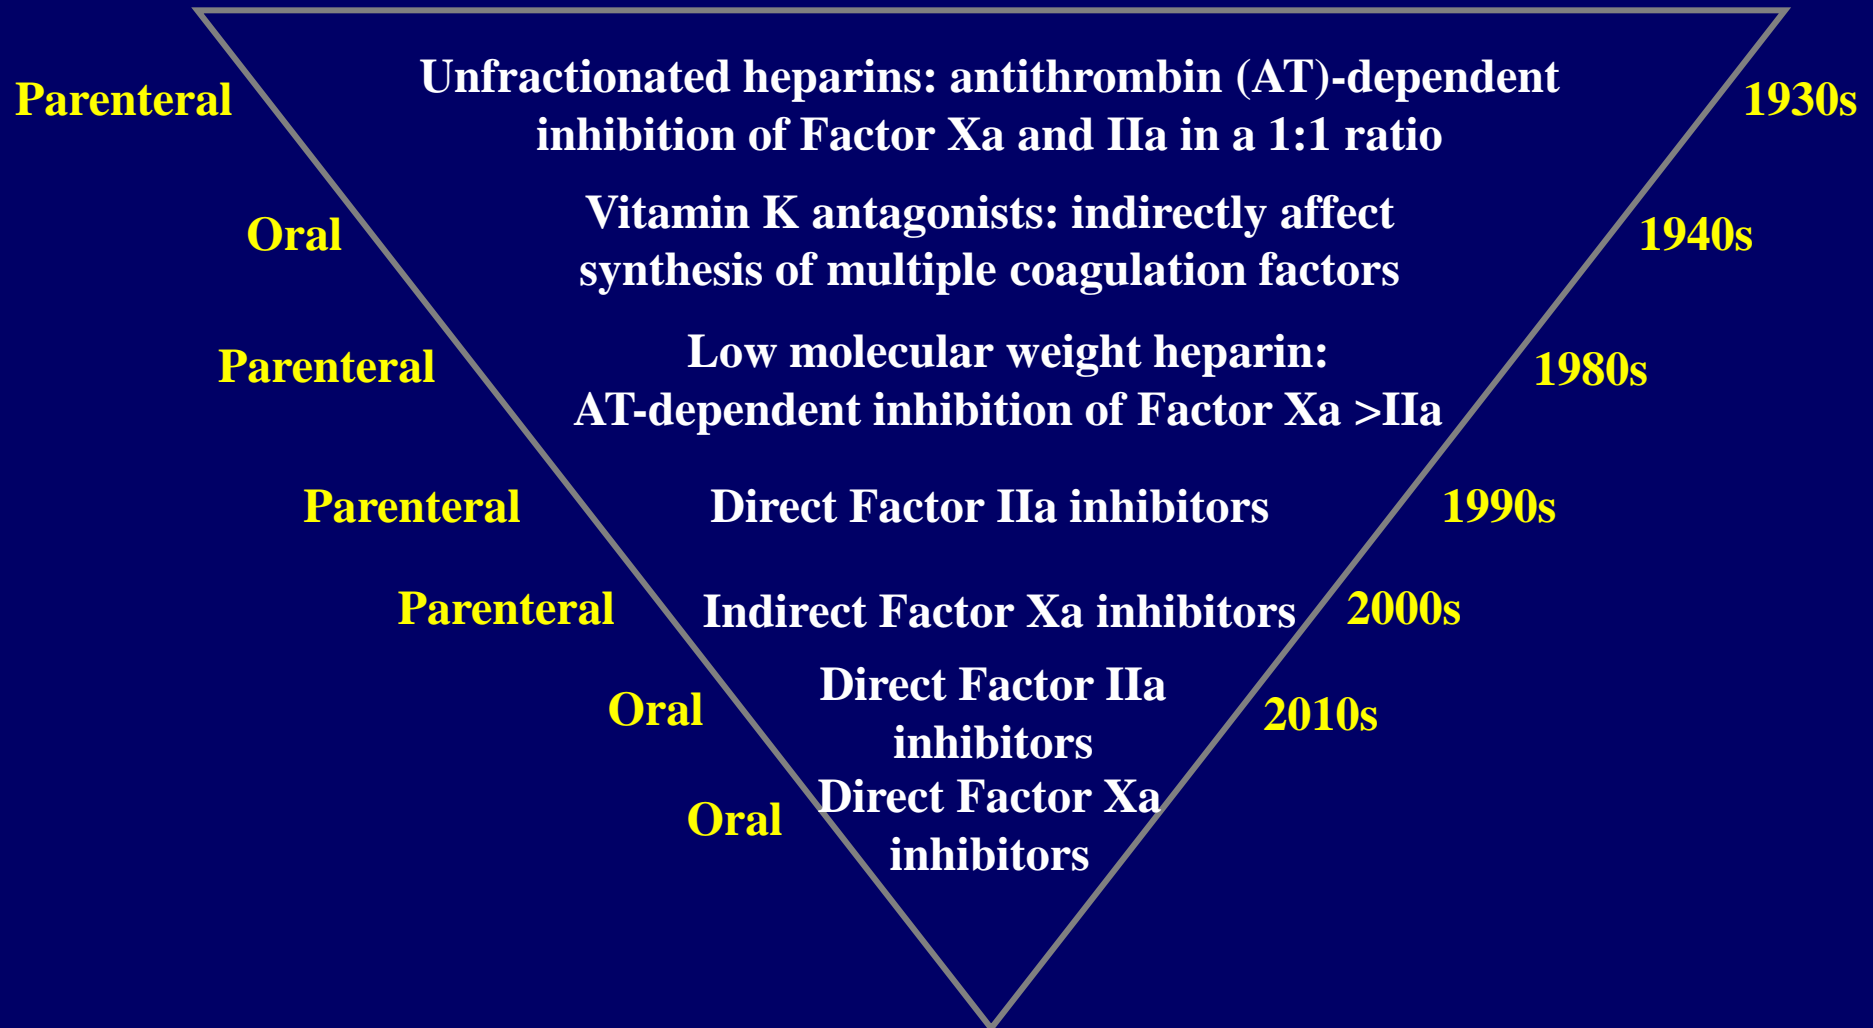 Parenteral
Unfractionated heparins: antithrombin (AT)-dependent
inhibition of Factor Xa and IIa in a 1:1 ratio
1930s
Oral
Vitamin K antagonists: indirectly affect
synthesis of multiple coagulation factors
1940s
Parenteral
Low molecular weight heparin:
AT-dependent inhibition of Factor Xa >IIa
1980s
Parenteral
Direct Factor IIa inhibitors
1990s
Parenteral
Indirect Factor Xa inhibitors
2000s
Oral
Direct Factor IIa
inhibitors
2010s
Oral
Direct Factor Xa
inhibitors